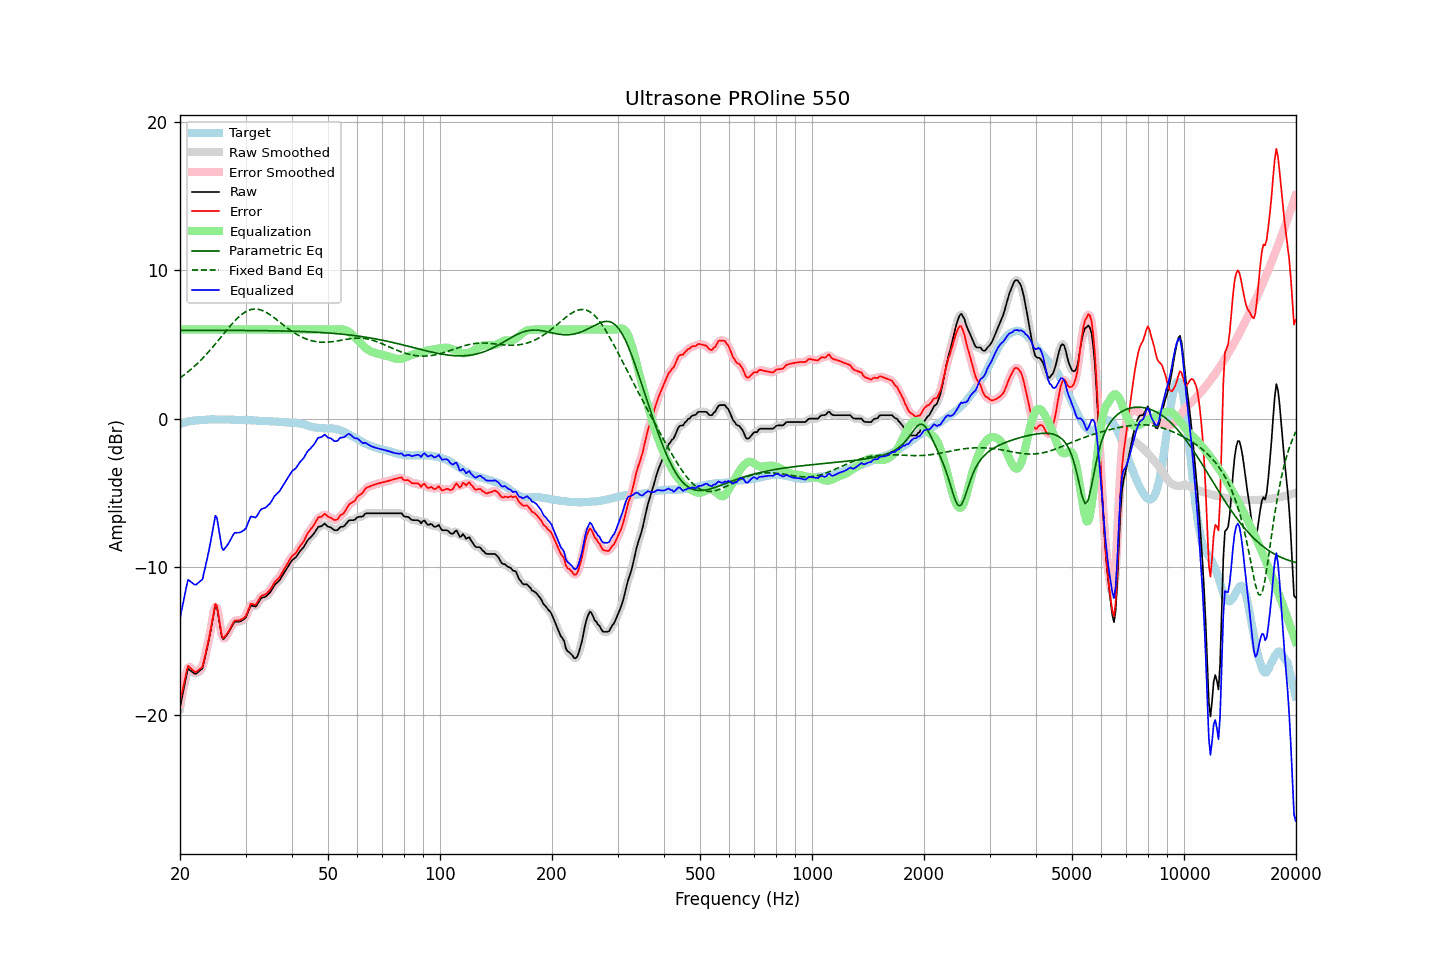 Ultrasone PROline 550
Target
Raw Smoothed
Error Smoothed
Raw
Error
Equalization
Parametric Eq
Fixed Band Eq
Equalized
20
10
0
−10
−20
Amplitude (dBr)
20 50 100 200 500 1000 2000 5000 10000 20000
Frequency (Hz)